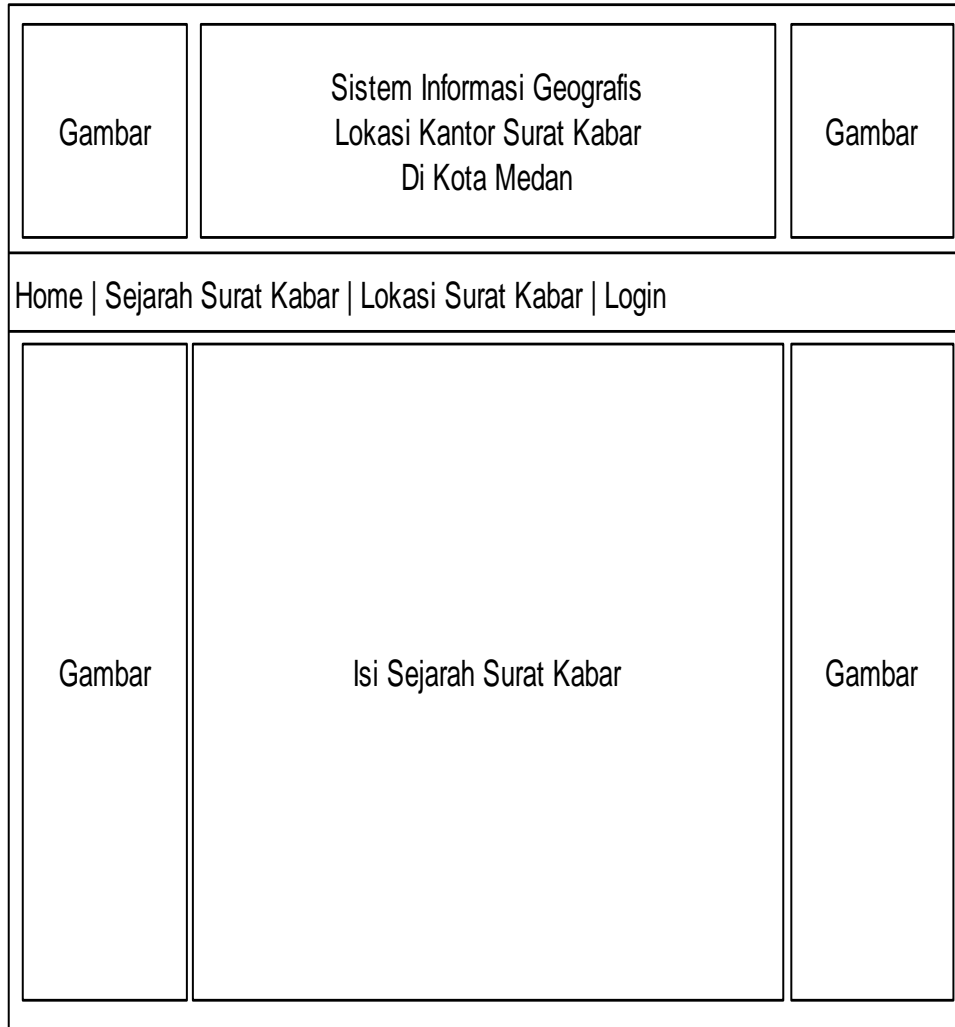 Gambar
Sistem Informasi Geografis
Lokasi Kantor Surat Kabar
Di Kota Medan
Gambar
Home | Sejarah Surat Kabar | Lokasi Surat Kabar | Login
Gambar
Isi Sejarah Surat Kabar
Gambar